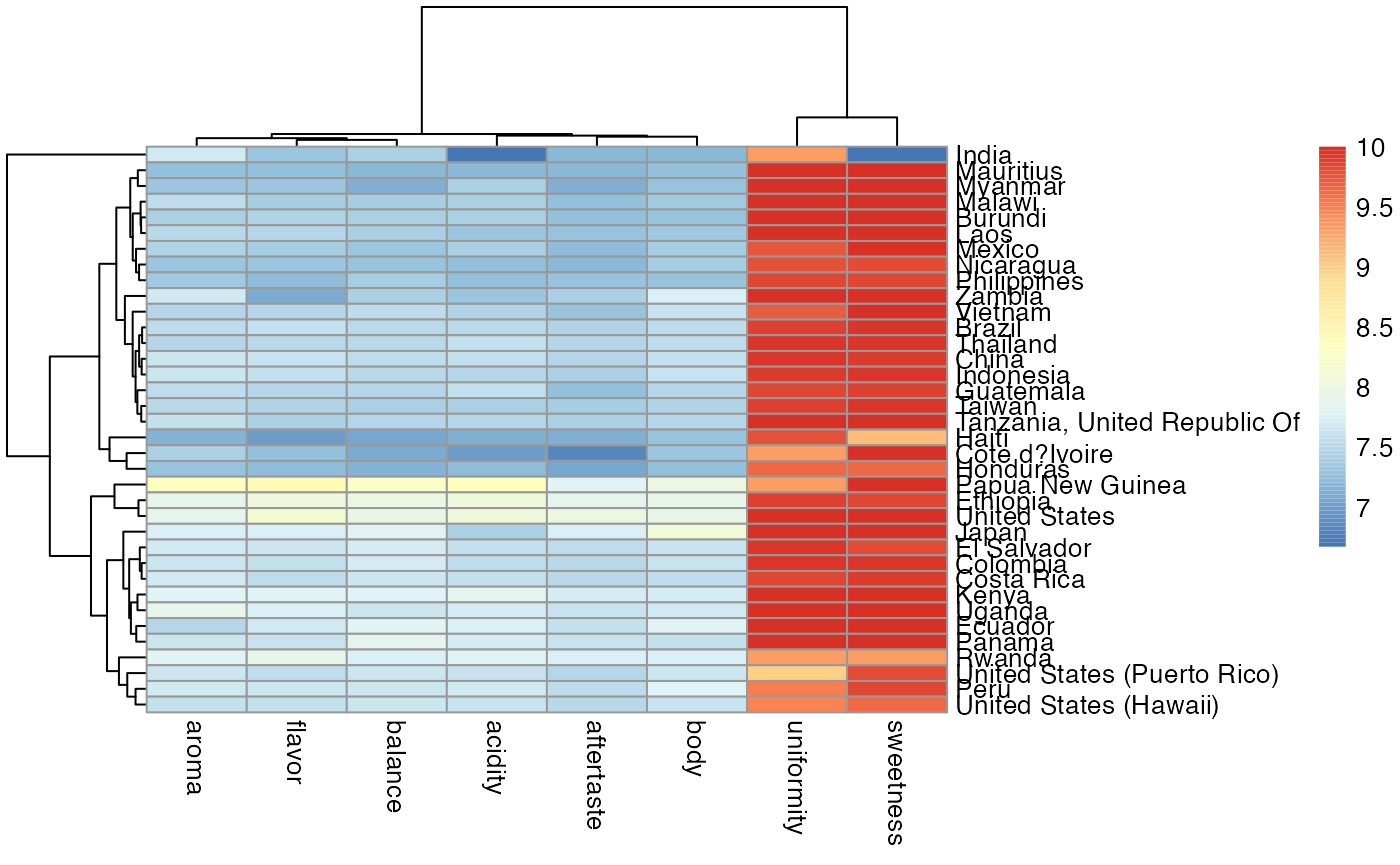 India
Mauritius
Myanmar
Malawi
Burundi
Laos
Mexico
Nicaragua
Philippines
Zambia
Vietnam
Brazil
Thailand
China
Indonesia
Guatemala
Taiwan
Tanzania, United Republic Of
Haiti
Cote d?Ivoire
Honduras
Papua New Guinea
Ethiopia
United States
Japan
El Salvador
Colombia
Costa Rica
Kenya
Uganda
Ecuador
Panama
Rwanda
United States (Puerto Rico)
Peru
United States (Hawaii)
10
9.5
9
8.5
8
7.5
7
aroma
flavor
balance
acidity
aftertaste
body
uniformity
sweetness